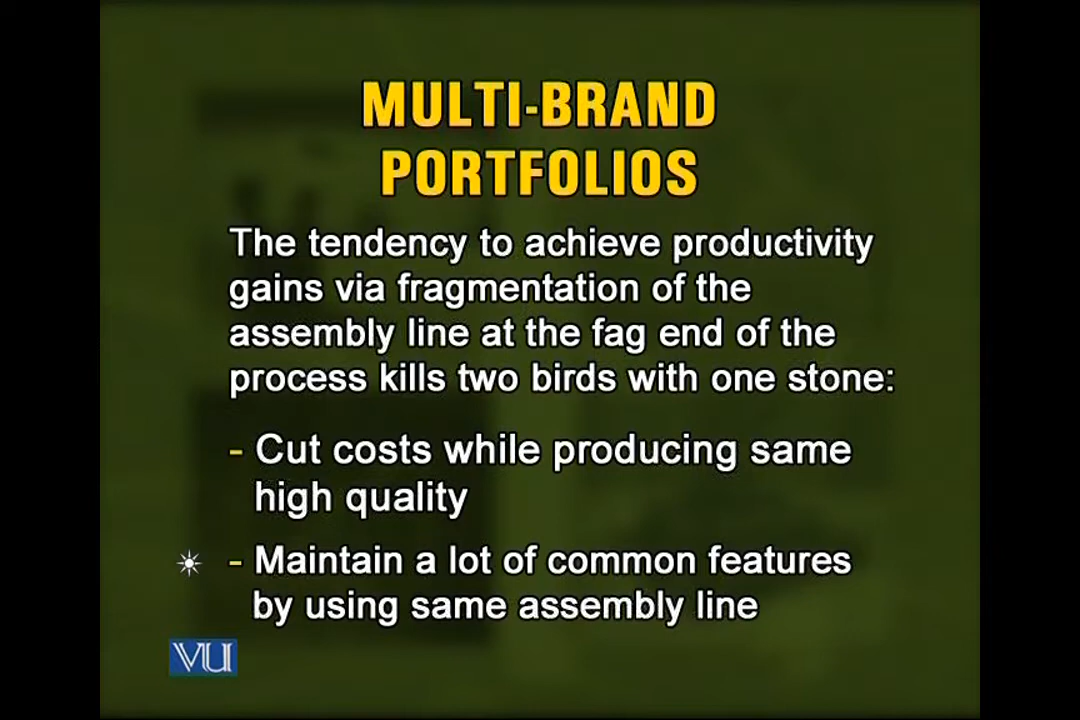 MULTI-BRAND
PORTFOLIOS
The tendency to achieve productivity
gains via fragmentation of the
assembly line at the fag end of the
process kills two birds with one stone:
- Cut costs while producing same
high quality
- Maintain a lot of common features
by using same assembly line
VU